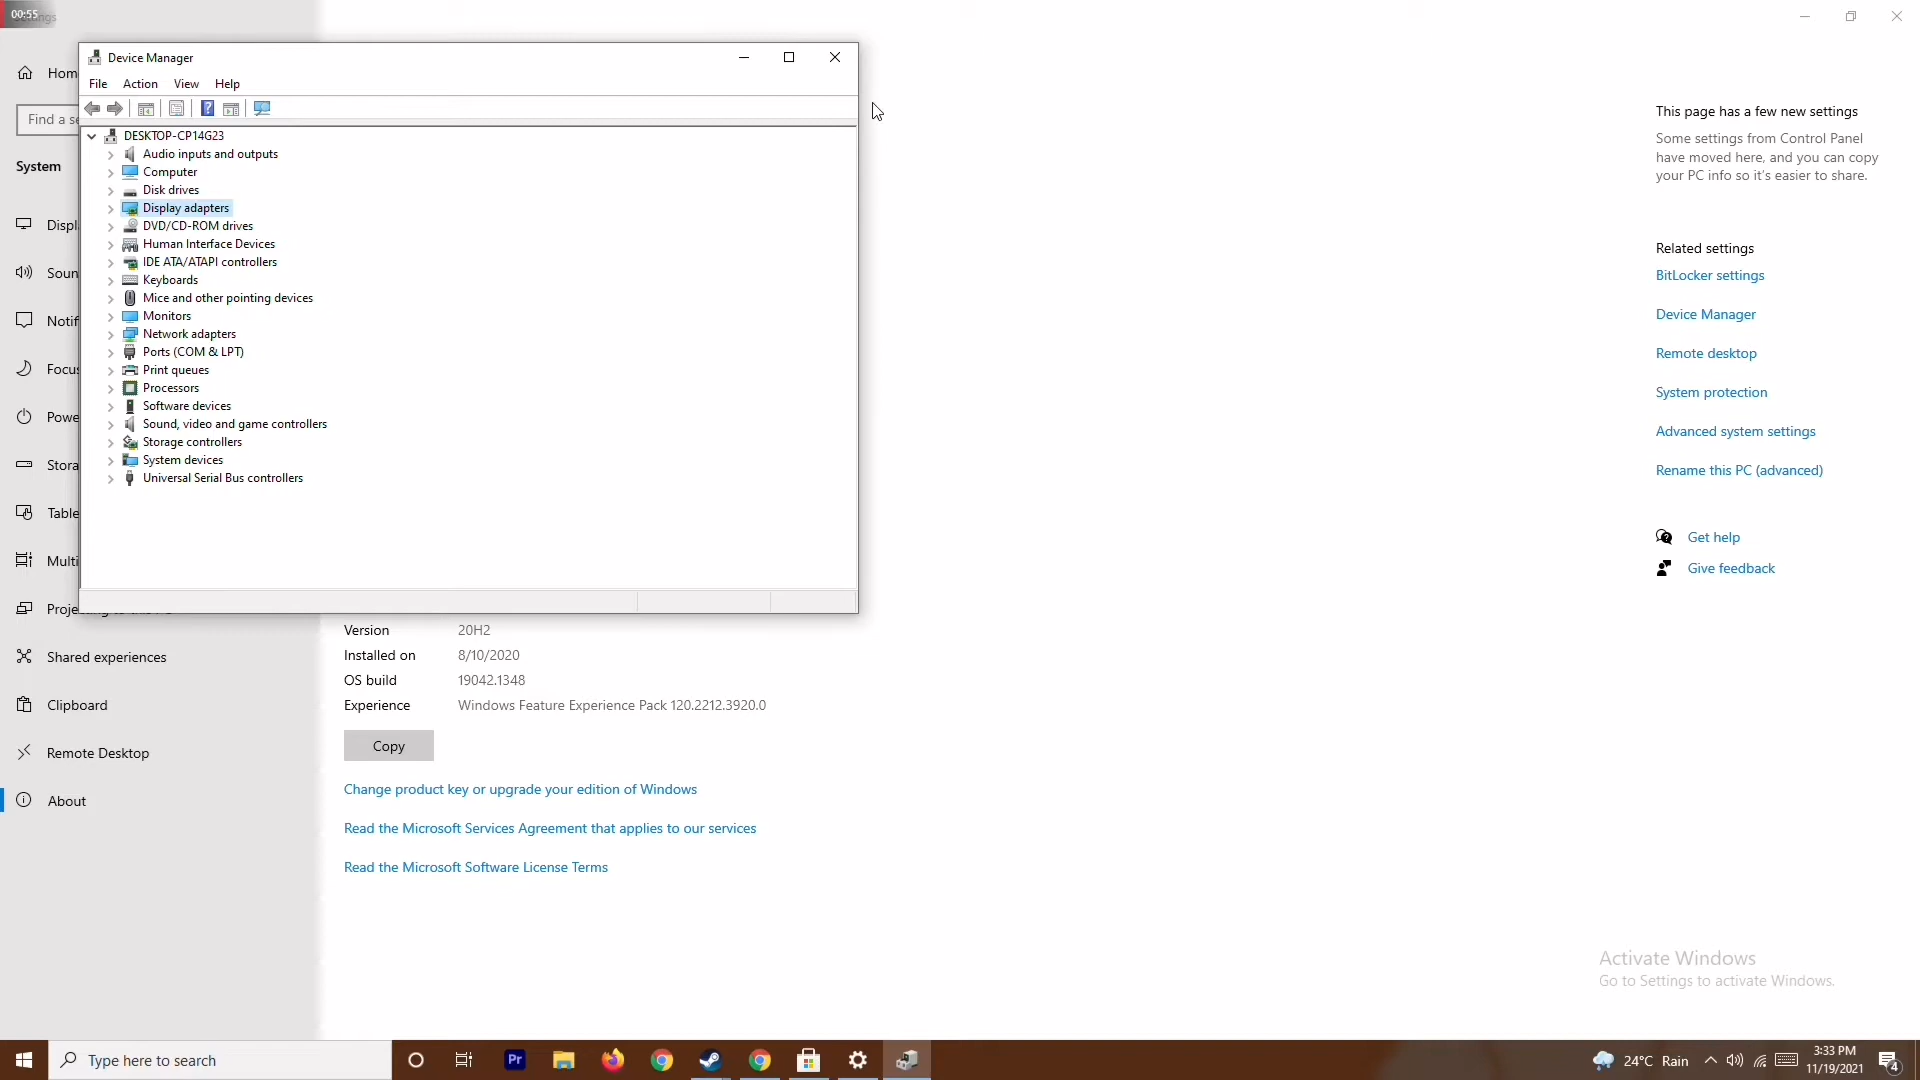 00:55
Device Manager
File Action View Help
DESKTOP-CP14G23
Audio inputs and outputs
Computer
Disk drives
Display adapters
DVD/CD-ROM drives
Human Interface Devices
IDE ATA/ATAPI controllers
Keyboards
Mice and other pointing devices
Monitors
Network adapters
Ports (COM & LPT)
Print queues
Processors
Software devices
Sound, video and game controllers
Storage controllers
System devices
Universal Serial Bus controllers
Hom
Find a se
System
Displ
Soun
Notif
Focus
Powe
Stora
Table
Multi
Shared experiences
Clipboard
Remote Desktop
About
Version 20H2
Installed on 8/10/2020
OS build 19042.1348
Experience Windows Feature Experience Pack 120.2212.3920.0
Copy
Change product key or upgrade your edition of Windows
Read the Microsoft Services Agreement that applies to our services
Read the Microsoft Software License Terms
This page has a few new settings
Some settings from Control Panel
have moved here, and you can copy
your PC info so it's easier to share.
Related settings
BitLocker settings
Device Manager
Remote desktop
System protection
Advanced system settings
Rename this PC (advanced)
Get help
Give feedback
Activate Windows
Go to Settings to activate Windows.
Type here to search
Pr
24°C Rain
3:33 PM
11/19/2021
4